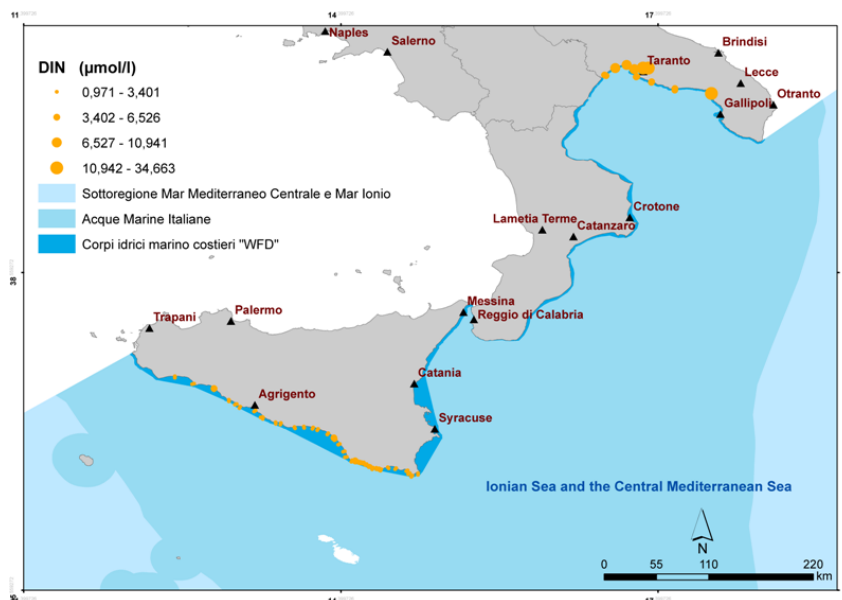 11
14
17
Naples
Salerno
Brindisi
Taranto
Lecce
Otranto
Gallipoli
DIN (µmol/l)
0,971 - 3,401
3,402 - 6,526
6,527 - 10,941
10,942 - 34,663
Sottoregione Mar Mediterraneo Centrale e Mar Ionio
Acque Marine Italiane
Corpi idrici marino costieri "WFD"
Crotone
Lametia Terme
Catanzaro
38
Messina
Reggio di Calabria
Trapani
Palermo
Catania
Agrigento
Syracuse
Ionian Sea and the Central Mediterranean Sea
N
0 55 110 220
km
14
17